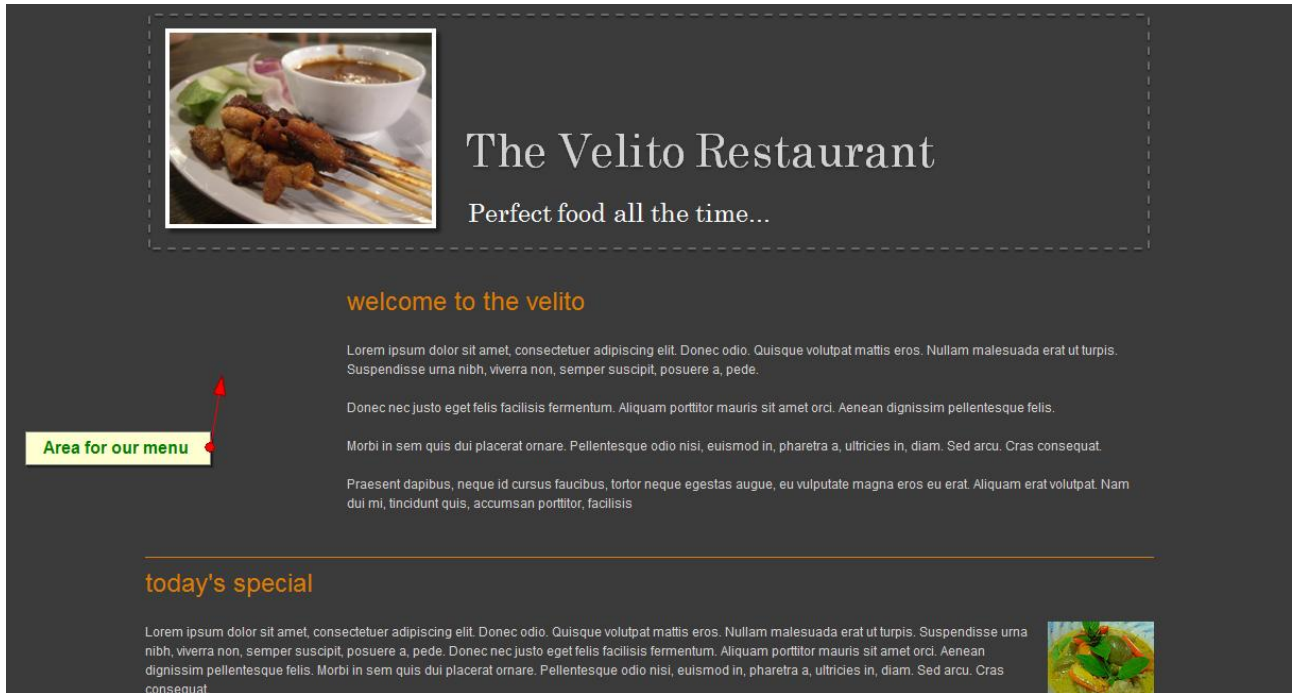 The Velito Restaurant
Perfect food all the time...
welcome to the velito
Lorem ipsum dolor sit amet, consectetuer adipiscing elit. Donec odio. Quisque volutpat mattis eros. Nullam malesuada erat ut turpis.
Suspendisse urna nibh, viverra non, semper suscipit, posuere a, pede.
Donec nec justo eget felis facilisis fermentum. Aliquam porttitor mauris sit amet orci. Aenean dignissim pellentesque felis.
Area for our menu
Morbi in sem quis dui placerat ornare. Pellentesque odio nisi, euismod in, pharetra a, ultricies in, diam. Sed arcu. Cras consequat.
Praesent dapibus, neque id cursus faucibus, tortor neque egestas augue, eu vulputate magna eros eu erat. Aliquam erat volutpat. Nam
dui mi, tincidunt quis, accumsan porttitor, facilisis
today's special
Lorem ipsum dolor sit amet, consectetuer adipiscing elit. Donec odio. Quisque volutpat mattis eros. Nullam malesuada erat ut turpis. Suspendisse urna
nibh, viverra non, semper suscipit, posuere a, pede. Donec nec justo eget felis facilisis fermentum. Aliquam porttitor mauris sit amet orci. Aenean
dignissim pellentesque felis. Morbi in sem quis dui placerat ornare. Pellentesque odio nisi, euismod in, pharetra a, ultricies in, diam. Sed arcu. Cras
consequat